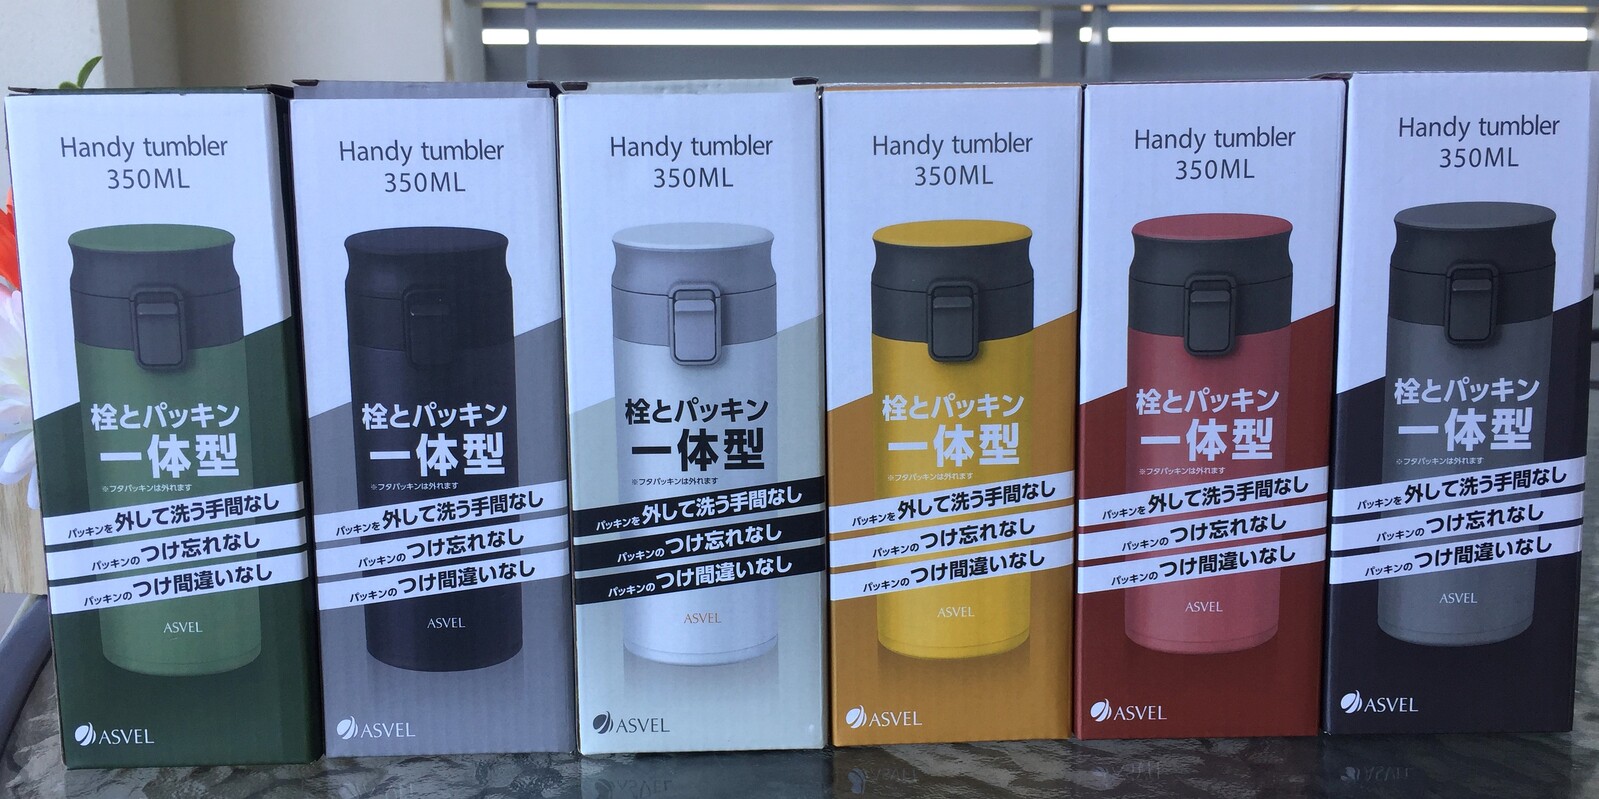 Handy tumbler
350ML
栓とパッキン
一体型
※フタパッキンは外れます
パッキンを外して洗う手間なし
パッキンのつけ忘れなし
パッキンのつけ間違いなし
ASVEL
ASVEL
Handy tumbler
350ML
栓とパッキン
一体型
※フタパッキンは外れます
パッキンを外して洗う手間なし
パッキンのつけ忘れなし
パッキンのつけ間違いなし
ASVEL
ASVEL
Handy tumbler
350ML
栓とパッキン
一体型
※フタパッキンは外れます
パッキンを外して洗う手間なし
パッキンのつけ忘れなし
パッキンのつけ間違いなし
ASVEL
ASVEL
Handy tumbler
350ML
栓とパッキン
一体型
※フタパッキンは外れます
パッキンを外して洗う手間なし
パッキンのつけ忘れなし
パッキンのつけ間違いなし
ASVEL
ASVEL
Handy tumbler
350ML
栓とパッキン
一体型
※フタパッキンは外れます
パッキンを外して洗う手間なし
パッキンのつけ忘れなし
パッキンのつけ間違いなし
ASVEL
ASVEL
Handy tumbler
350ML
栓とパッキン
一体型
※フタパッキンは外れます
パッキンを外して洗う手間なし
パッキンのつけ忘れなし
パッキンのつけ間違いなし
ASVEL
ASVEL